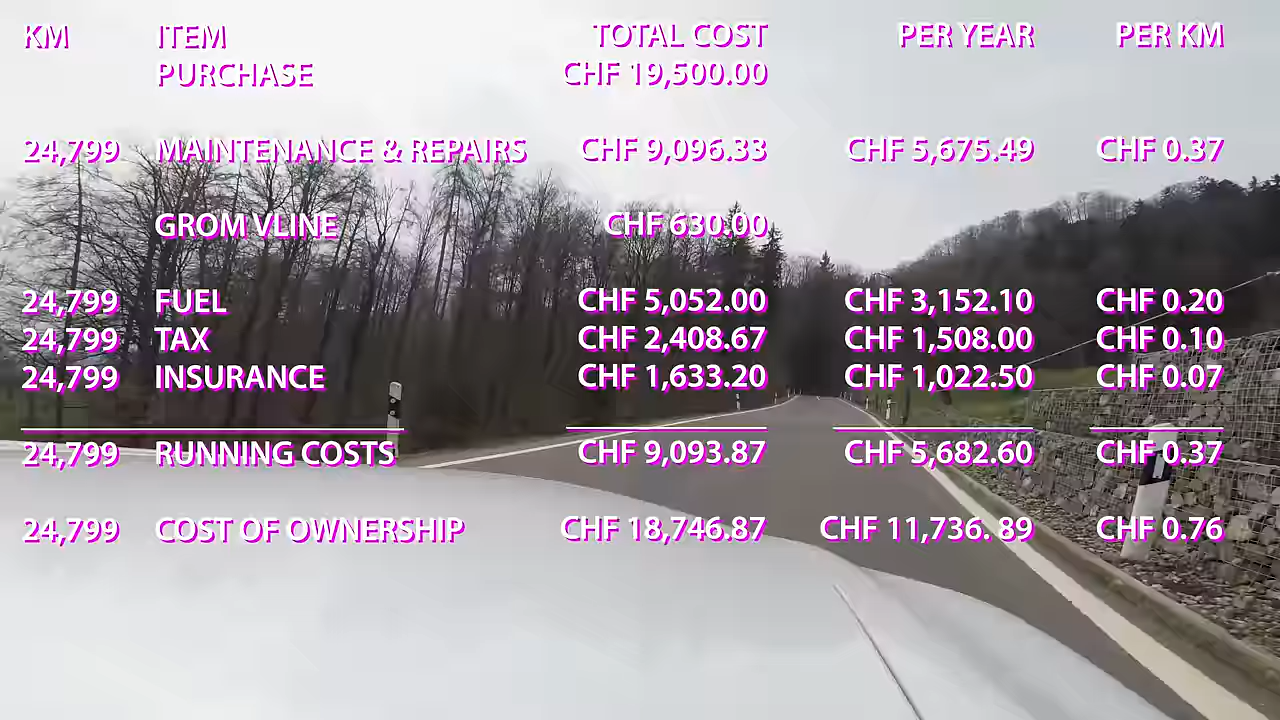 KM ITEM TOTAL COST PER YEAR PER KM
PURCHASE CHF 19,500.00
24,799 MAINTENANCE & REPAIRS CHF 9,096.33 CHF 5,675.49 CHF 0.37
GROM VLINE CHF 630.00
24,799 FUEL CHF 5,052.00 CHF 3,152.10 CHF 0.20
24,799 TAX CHF 2,408.67 CHF 1,508.00 CHF 0.10
24,799 INSURANCE CHF 1,633.20 CHF 1,022.50 CHF 0.07
24,799 RUNNING COSTS CHF 9,093.87 CHF 5,682.60 CHF 0.37
24,799 COST OF OWNERSHIP CHF 18,746.87 CHF 11,736. 89 CHF 0.76